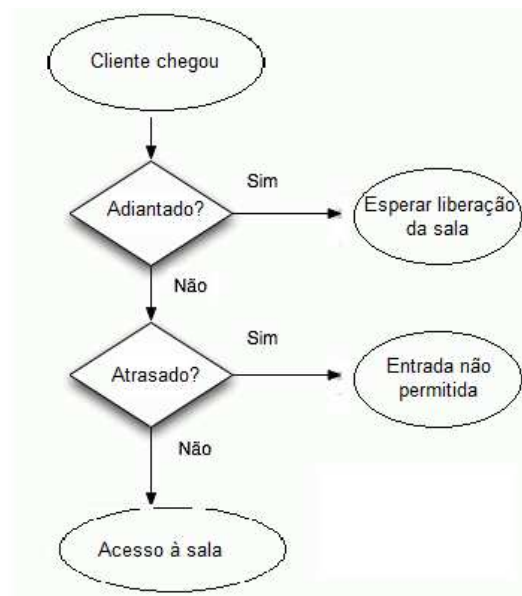 Cliente chegou
Sim
Adiantado?
Esperar liberação
da sala
Não
Sim
Atrasado?
Entrada não
permitida
Não
Acesso à sala